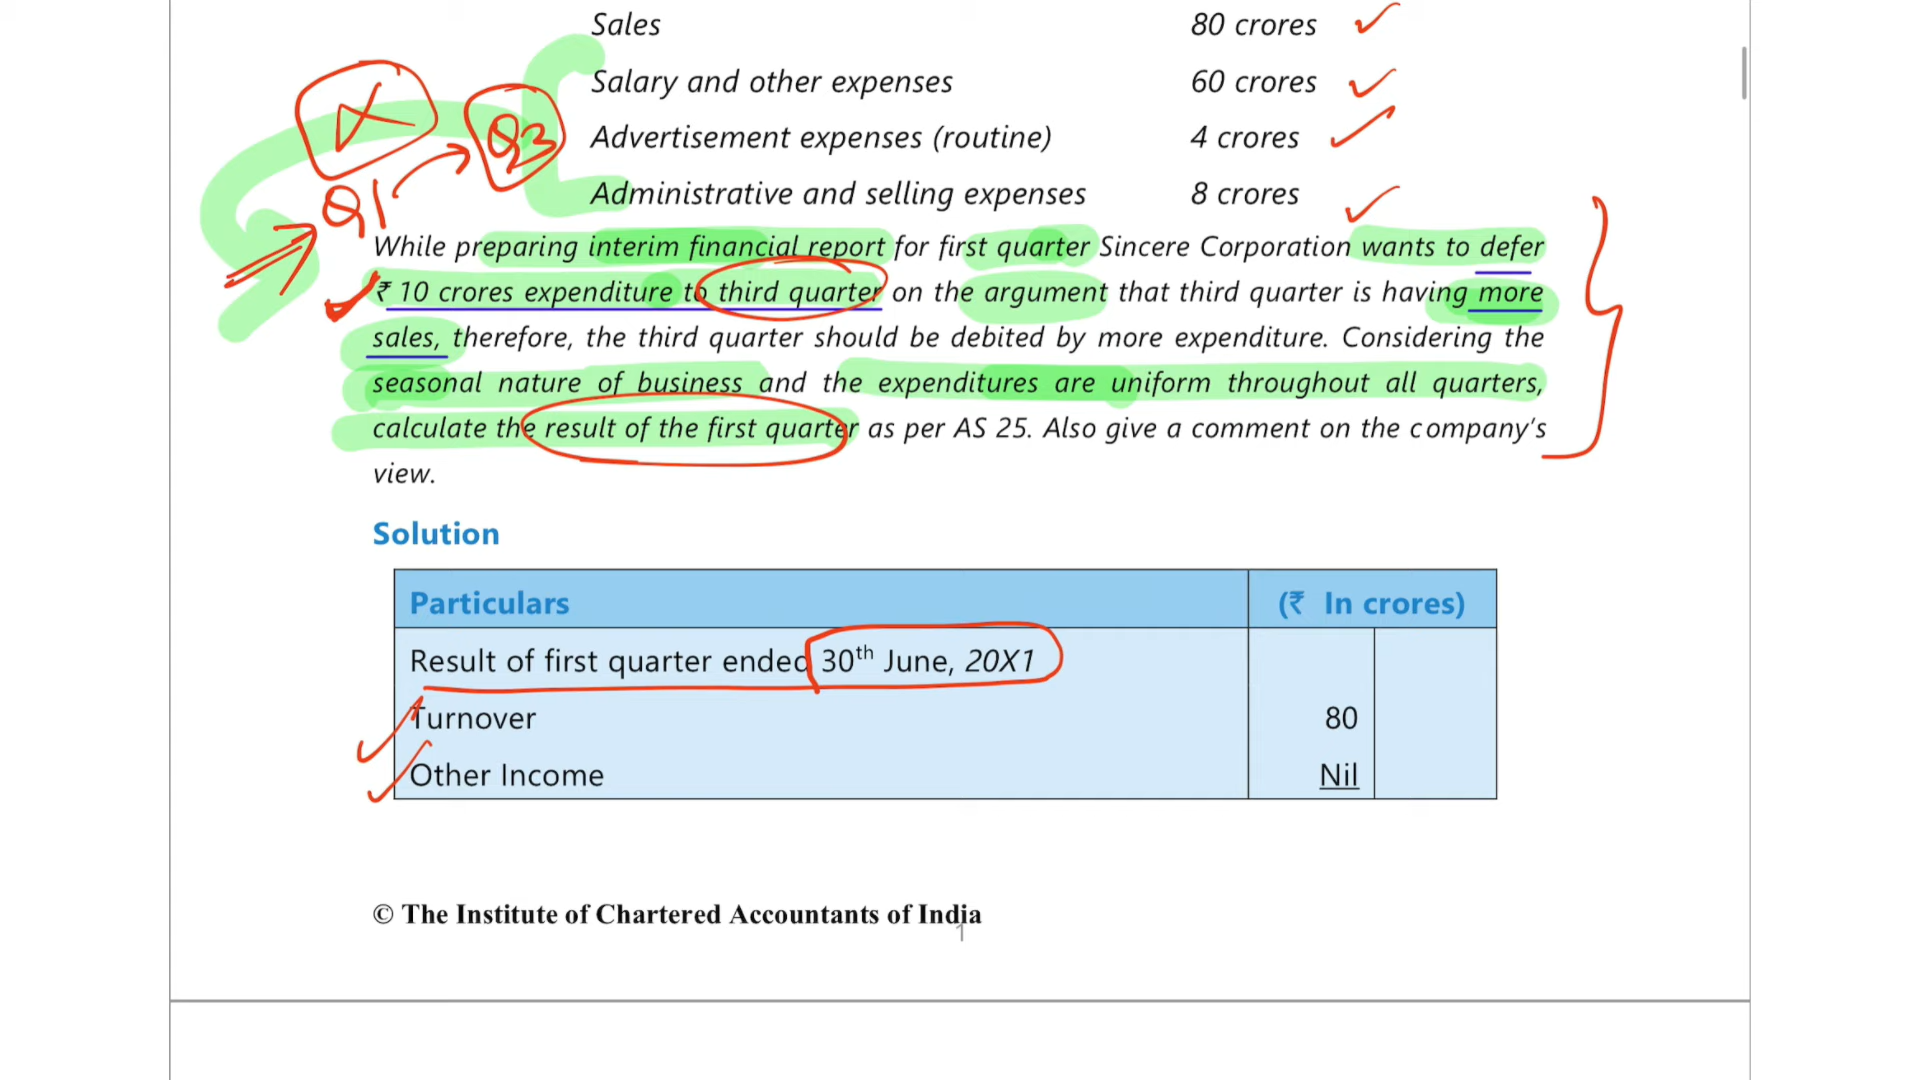 Sales 80 crores
Salary and other expenses 60 crores
Advertisement expenses (routine) 4 crores
Administrative and selling expenses 8 crores
Q3
Q1
While preparing interim financial report for first quarter Sincere Corporation wants to defer
₹ 10 crores expenditure to third quarter on the argument that third quarter is having more
sales, therefore, the third quarter should be debited by more expenditure. Considering the
seasonal nature of business and the expenditures are uniform throughout all quarters,
calculate the result of the first quarter as per AS 25. Also give a comment on the company's
view.
Solution
Particulars (₹ In crores)
Result of first quarter ended 30th June, 20X1
Turnover 80
Other Income Nil
© The Institute of Chartered Accountants of India
1